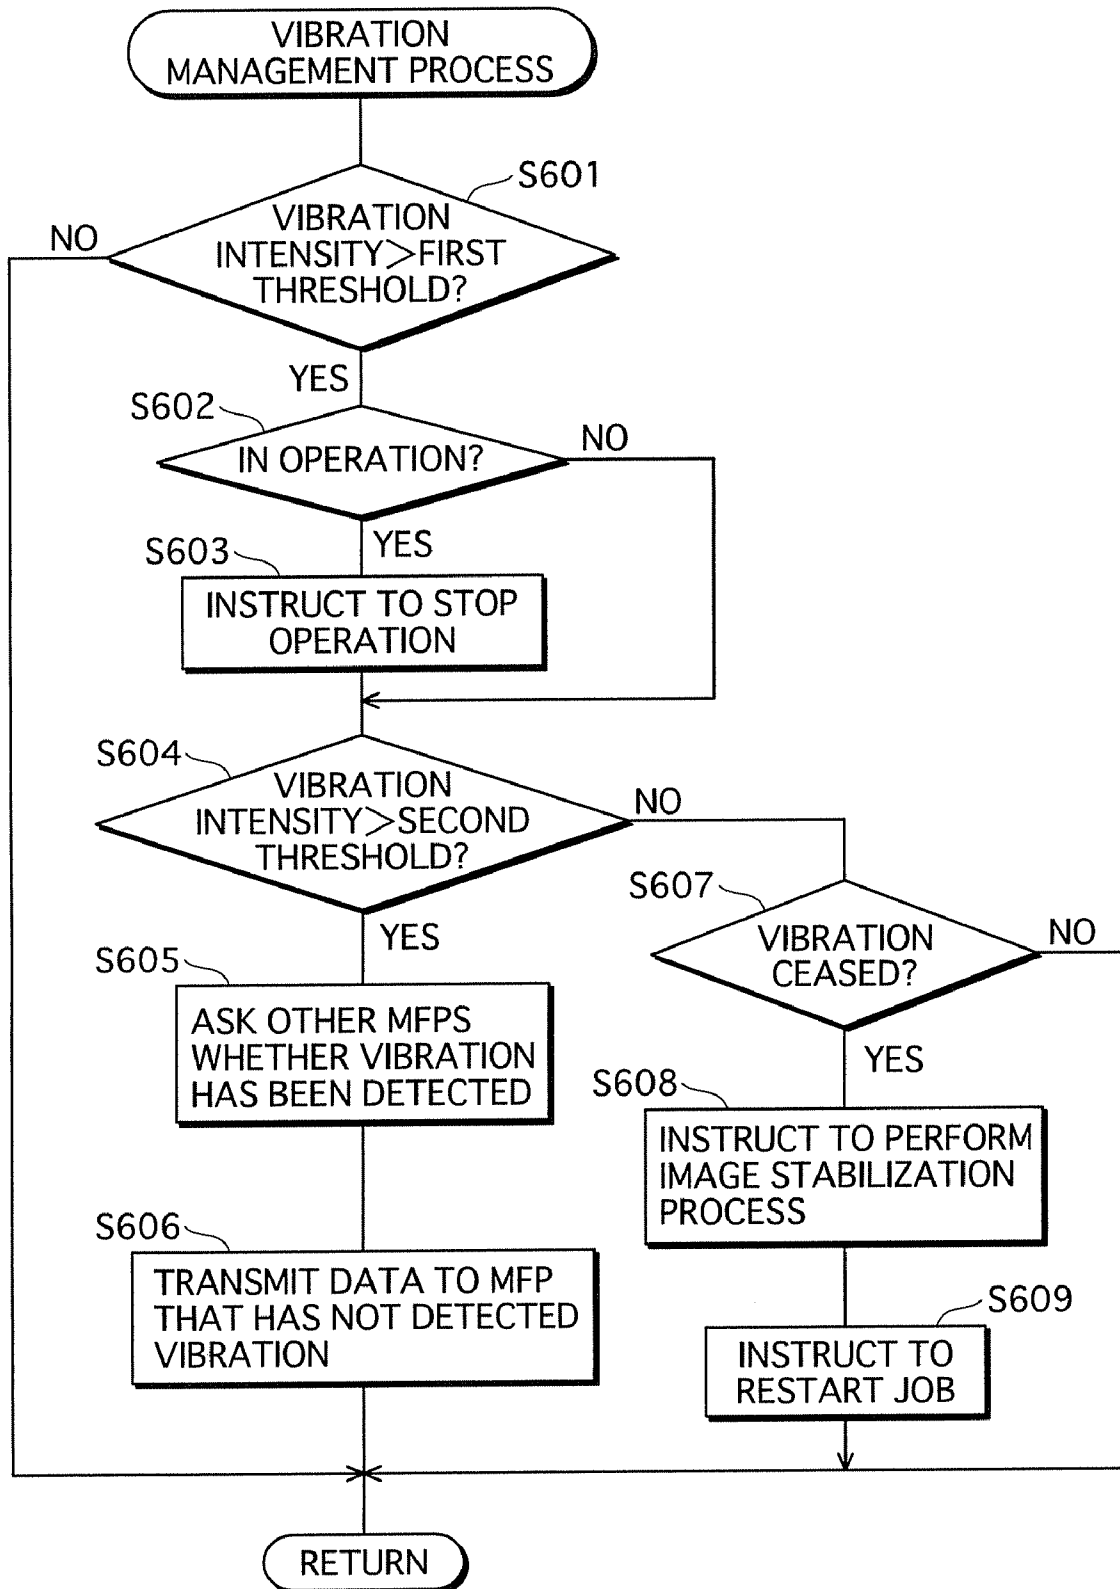 VIBRATION
MANAGEMENT PROCESS
S601
VIBRATION
INTENSITY>FIRST
THRESHOLD?
NO
YES
S602
IN OPERATION?
NO
YES
S603
INSTRUCT TO STOP
OPERATION
S604
VIBRATION
INTENSITY>SECOND
THRESHOLD?
NO
YES
S605
ASK OTHER MFPS
WHETHER VIBRATION
HAS BEEN DETECTED
S606
TRANSMIT DATA TO MFP
THAT HAS NOT DETECTED
VIBRATION
S607
VIBRATION
CEASED?
NO
YES
S608
INSTRUCT TO PERFORM
IMAGE STABILIZATION
PROCESS
S609
INSTRUCT TO
RESTART JOB
RETURN